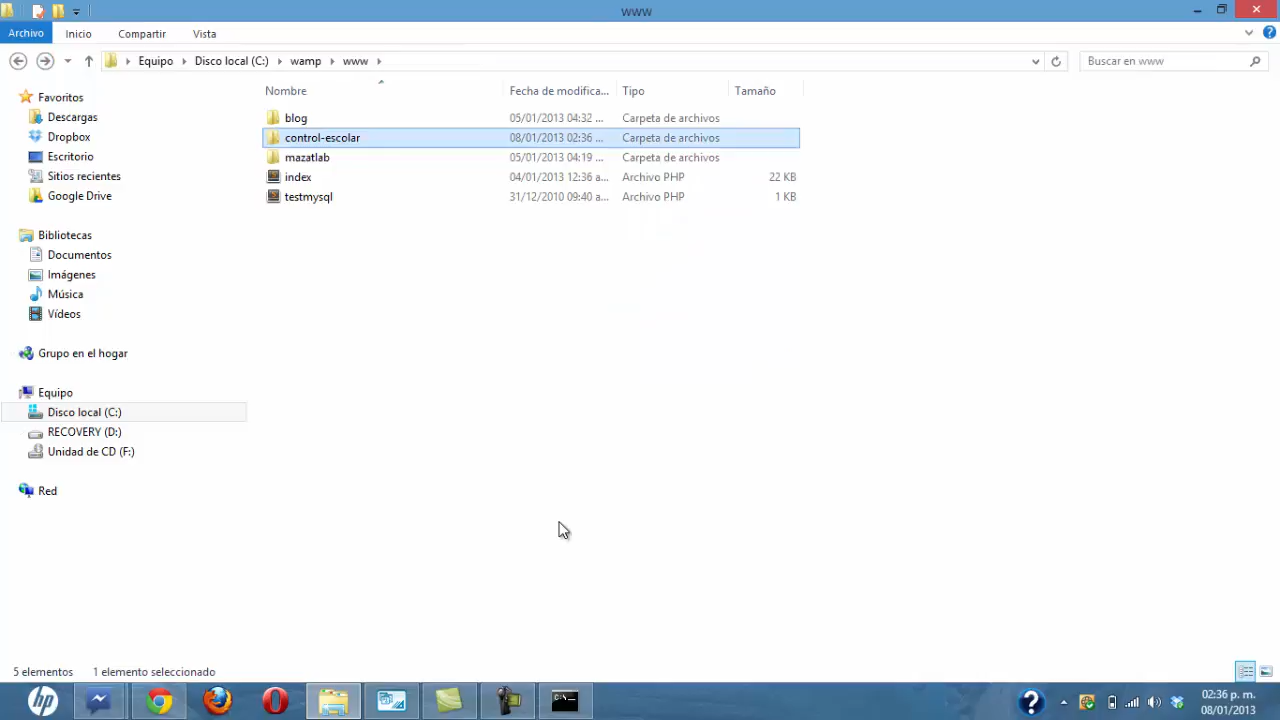 www
Archivo Inicio Compartir Vista
Equipo Disco local (C:) wamp www Buscar en www
Nombre Fecha de modifica... Tipo Tamaño
Favoritos
Descargas
Dropbox
Escritorio
Sitios recientes
Google Drive
Bibliotecas
Documentos
Imágenes
Música
Vídeos
Grupo en el hogar
Equipo
Disco local (C:)
RECOVERY (D:)
Unidad de CD (F:)
Red
blog 05/01/2013 04:32 ... Carpeta de archivos
control-escolar 08/01/2013 02:36 ... Carpeta de archivos
mazatlab 05/01/2013 04:19 ... Carpeta de archivos
index 04/01/2013 12:36 a... Archivo PHP 22 KB
testmysql 31/12/2010 09:40 a... Archivo PHP 1 KB
5 elementos 1 elemento seleccionado
hp
02:36 p. m.
08/01/2013